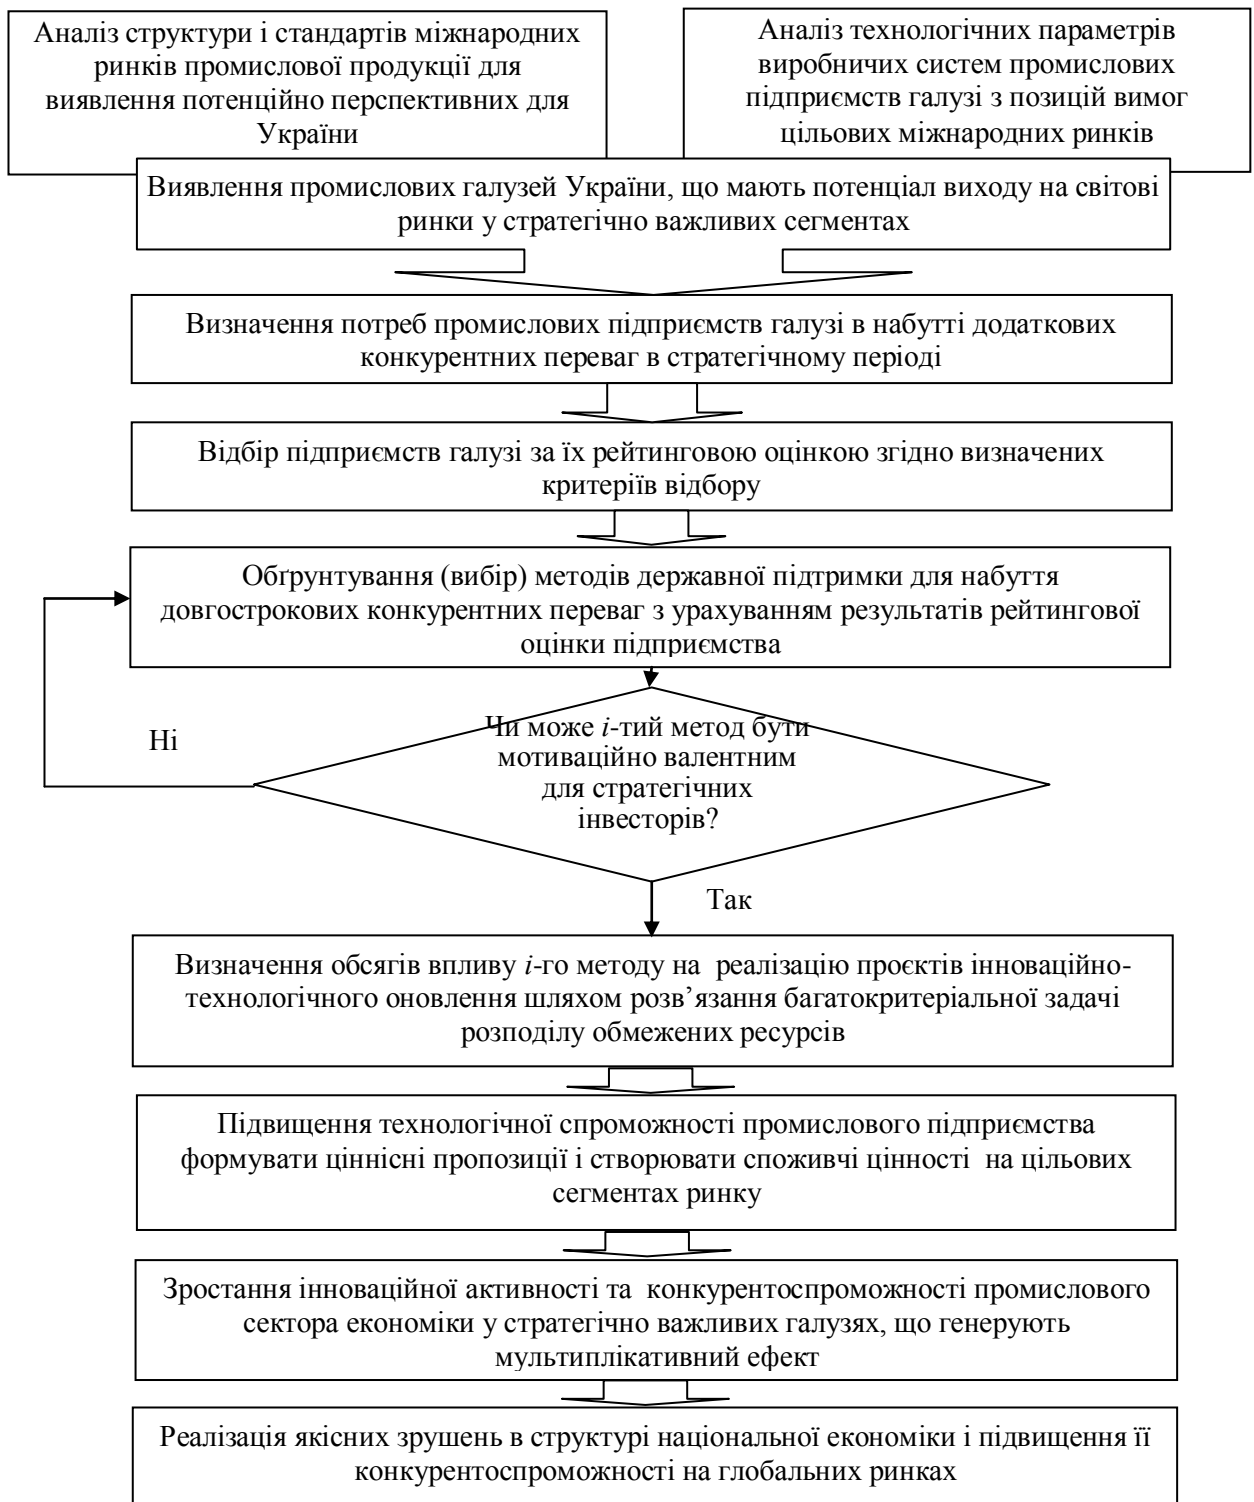 Аналіз структури і стандартів міжнародних
ринків промислової продукції для
виявлення потенційно перспективних для
України
Аналіз технологічних параметрів
виробничих систем промислових
підприємств галузі з позицій вимог
цільових міжнародних ринків
Виявлення промислових галузей України, що мають потенціал виходу на світові
ринки у стратегічно важливих сегментах
Визначення потреб промислових підприємств галузі в набутті додаткових
конкурентних переваг в стратегічному періоді
Відбір підприємств галузі за їх рейтинговою оцінкою згідно визначених
критеріїв відбору
Обґрунтування (вибір) методів державної підтримки для набуття
довгострокових конкурентних переваг з урахуванням результатів рейтингової
оцінки підприємства
Ні
Чи може і-тий метод бути
мотиваційно валентним
для стратегічних
інвесторів?
Так
Визначення обсягів впливу і-го методу на реалізацію проєктів інноваційно-
технологічного оновлення шляхом розв’язання багатокритеріальної задачі
розподілу обмежених ресурсів
Підвищення технологічної спроможності промислового підприємства
формувати ціннісні пропозиції і створювати споживчі цінності на цільових
сегментах ринку
Зростання інноваційної активності та конкурентоспроможності промислового
сектора економіки у стратегічно важливих галузях, що генерують
мультиплікативний ефект
Реалізація якісних зрушень в структурі національної економіки і підвищення її
конкурентоспроможності на глобальних ринках